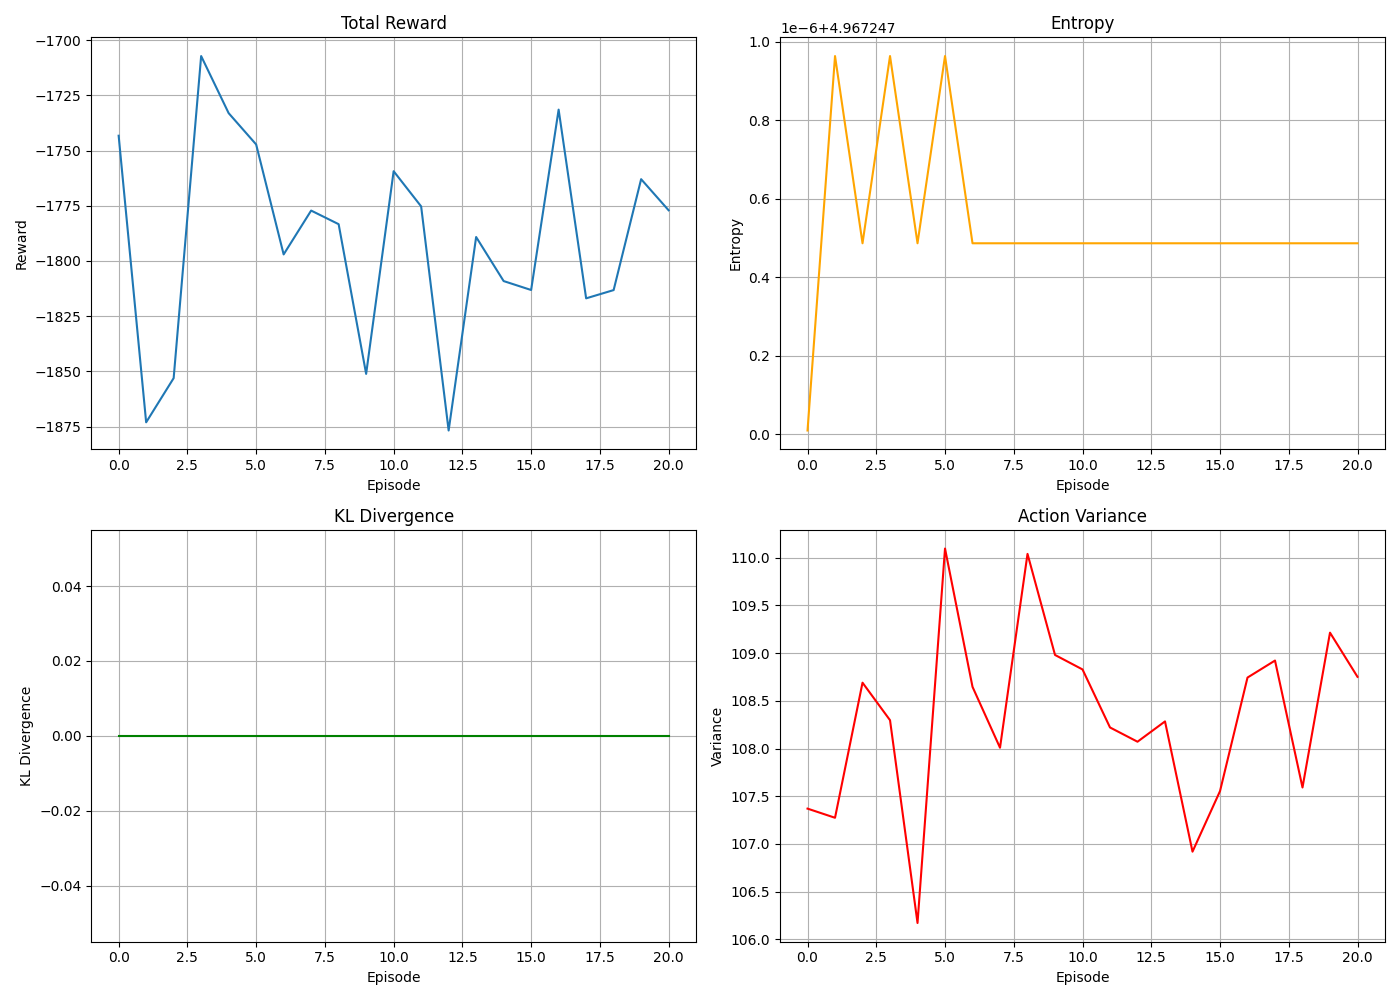 Total Reward
Reward
−1700
−1725
−1750
−1775
−1800
−1825
−1850
−1875
0.0 2.5 5.0 7.5 10.0 12.5 15.0 17.5 20.0
Episode
Entropy
1e−6+4.967247
Entropy
1.0
0.8
0.6
0.4
0.2
0.0
0.0 2.5 5.0 7.5 10.0 12.5 15.0 17.5 20.0
Episode
KL Divergence
KL Divergence
0.04
0.02
0.00
−0.02
−0.04
0.0 2.5 5.0 7.5 10.0 12.5 15.0 17.5 20.0
Episode
Action Variance
Variance
110.0
109.5
109.0
108.5
108.0
107.5
107.0
106.5
106.0
0.0 2.5 5.0 7.5 10.0 12.5 15.0 17.5 20.0
Episode